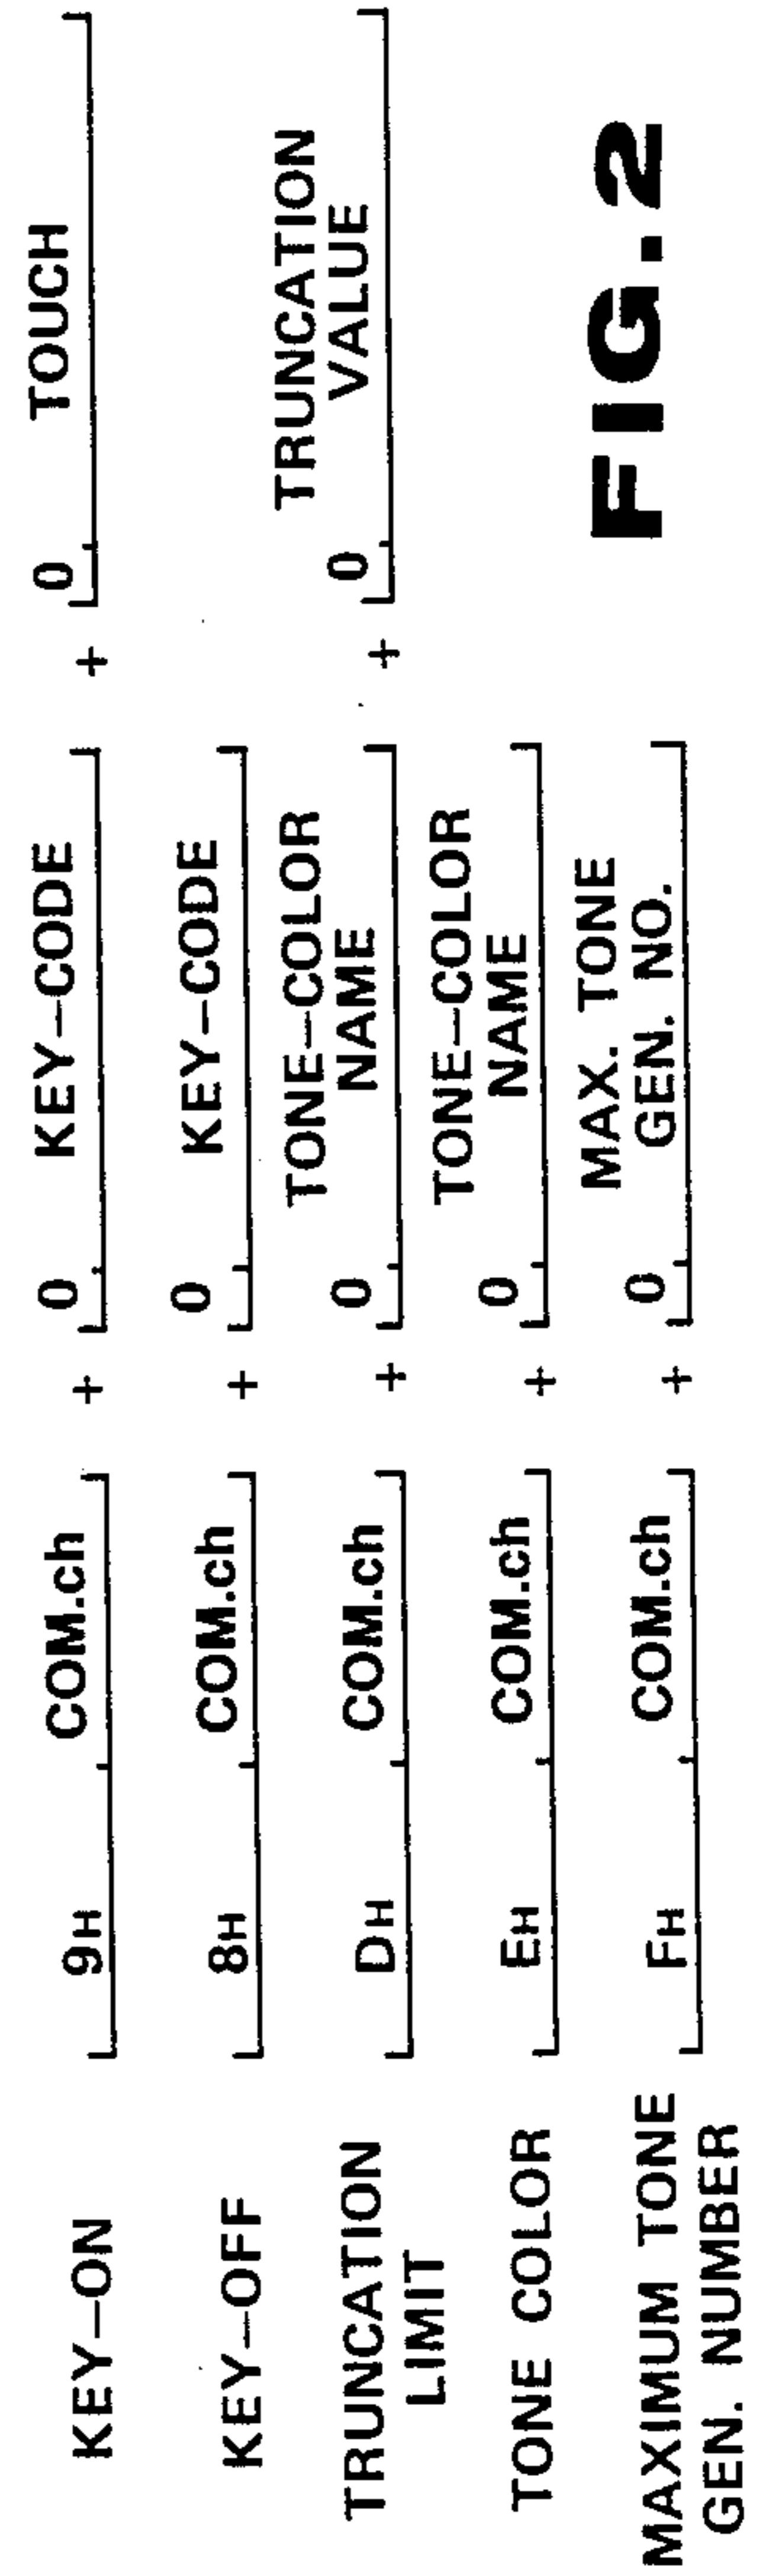 KEY–ON 9H COM.ch + 0 KEY–CODE + 0 TOUCH
KEY–OFF 8H COM.ch + 0 KEY–CODE
TRUNCATION
LIMIT
DH COM.ch + 0 TONE–COLOR
NAME
+ 0 TRUNCATION
VALUE
TONE COLOR EH COM.ch + 0 TONE–COLOR
NAME
MAXIMUM TONE
GEN. NUMBER
FH COM.ch + 0 MAX. TONE
GEN. NO.
FIG.2